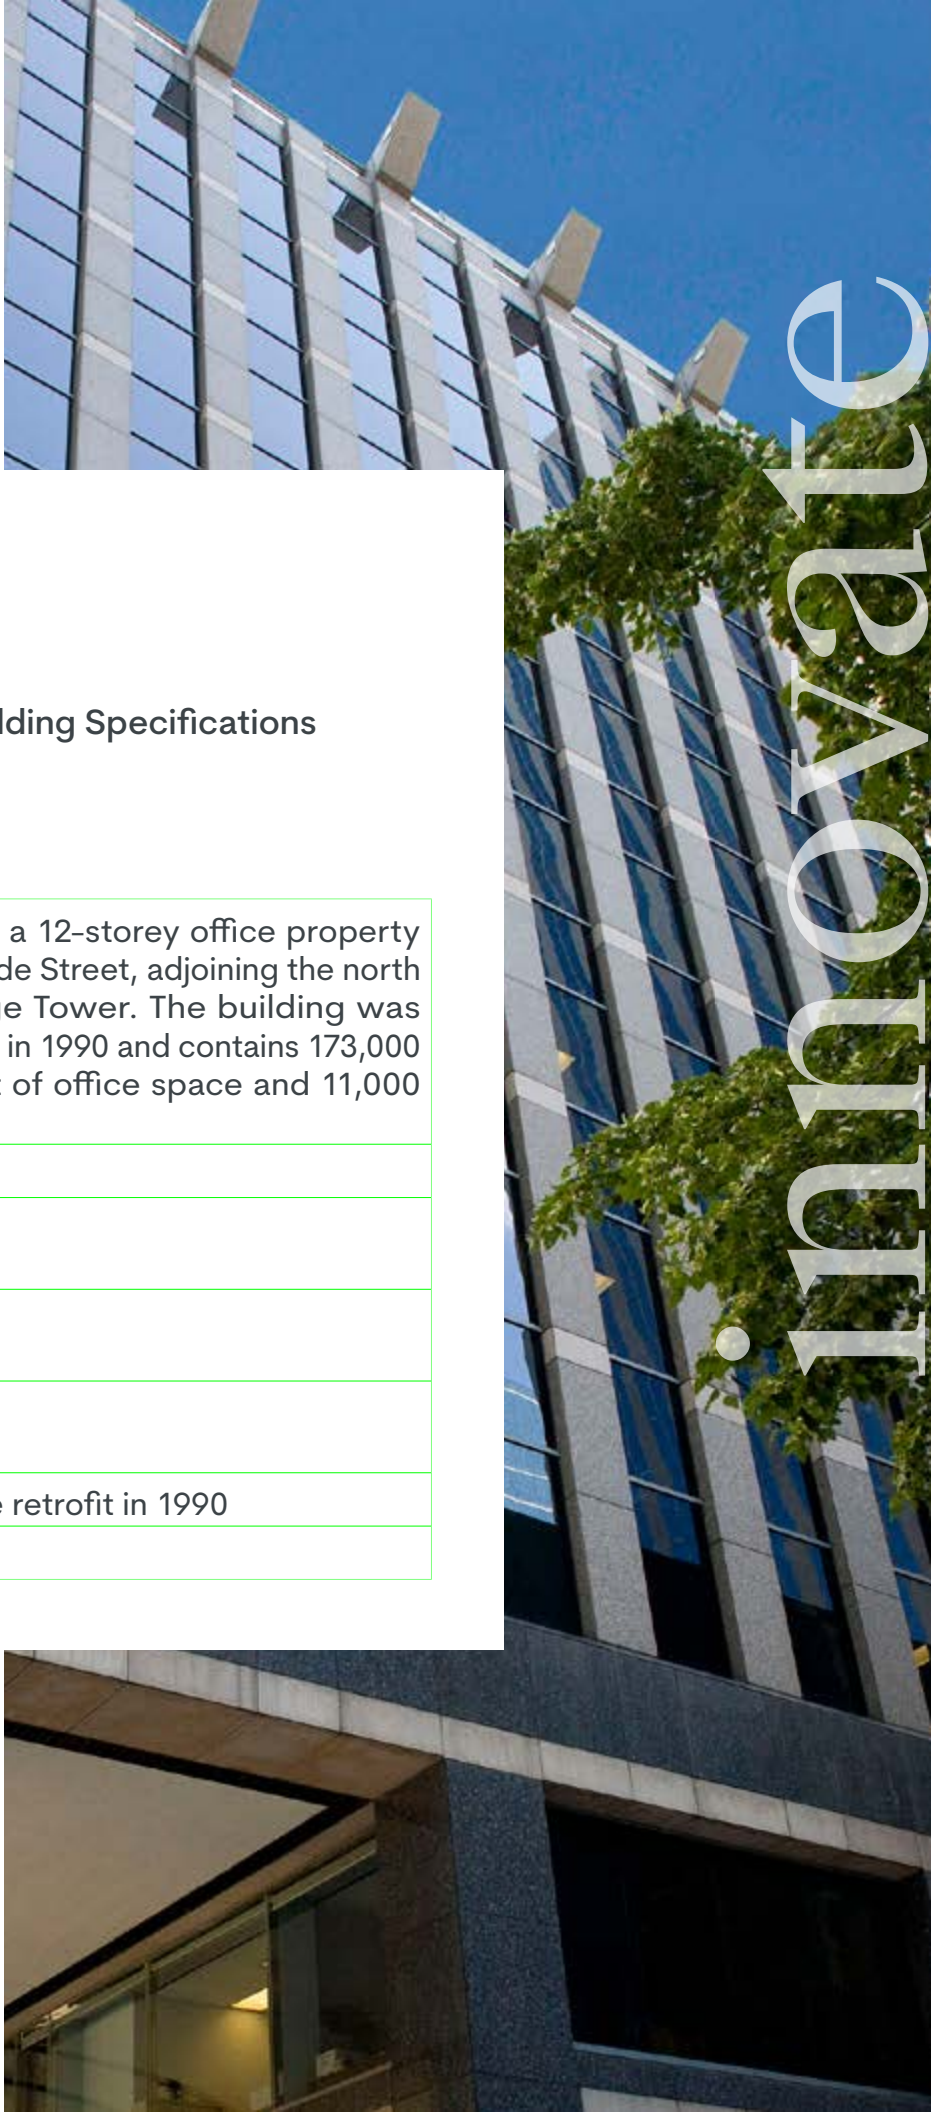 lding Specifications
a 12-storey office property
de Street, adjoining the north
ge Tower. The building was
in 1990 and contains 173,000
t of office space and 11,000
e retrofit in 1990
innovate